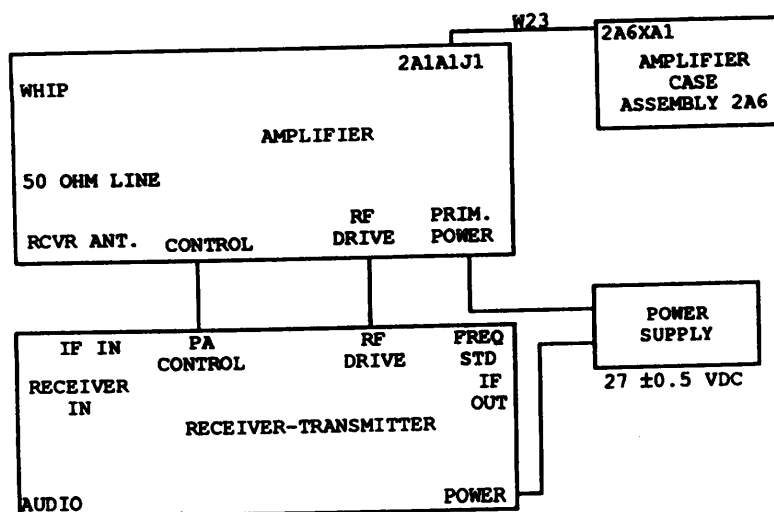 W23
2A6XA1
AMPLIFIER
CASE
ASSEMBLY 2A6
2A1A1J1
WHIP
AMPLIFIER
50 OHM LINE
RCVR ANT.
CONTROL
RF
DRIVE
PRIM.
POWER
POWER
SUPPLY
27 ±0.5 VDC
IF IN
PA
CONTROL
RF
DRIVE
FREQ
STD
IF
OUT
RECEIVER
IN
RECEIVER-TRANSMITTER
AUDIO
POWER